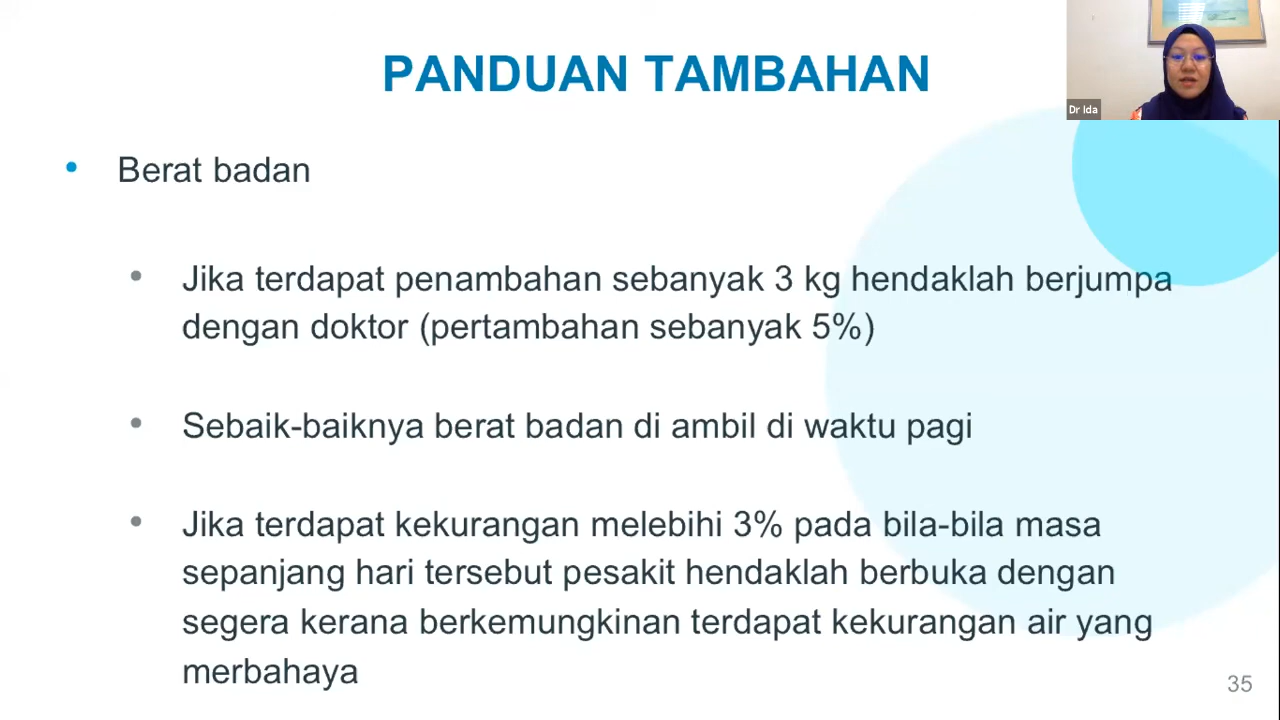 PANDUAN TAMBAHAN
Dr Ida
Berat badan
Jika terdapat penambahan sebanyak 3 kg hendaklah berjumpa
dengan doktor (pertambahan sebanyak 5%)
Sebaik-baiknya berat badan di ambil di waktu pagi
Jika terdapat kekurangan melebihi 3% pada bila-bila masa
sepanjang hari tersebut pesakit hendaklah berbuka dengan
segera kerana berkemungkinan terdapat kekurangan air yang
merbahaya
35